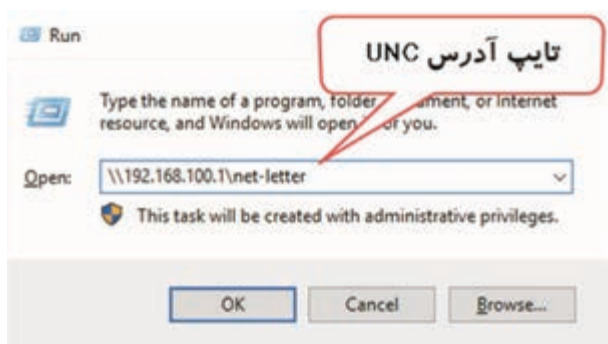 Run
تایپ آدرس UNC
Type the name of a program, folder, document, or Internet
resource, and Windows will open it for you.
Open: \\192.168.100.1\net-letter
This task will be created with administrative privileges.
OK Cancel Browse...